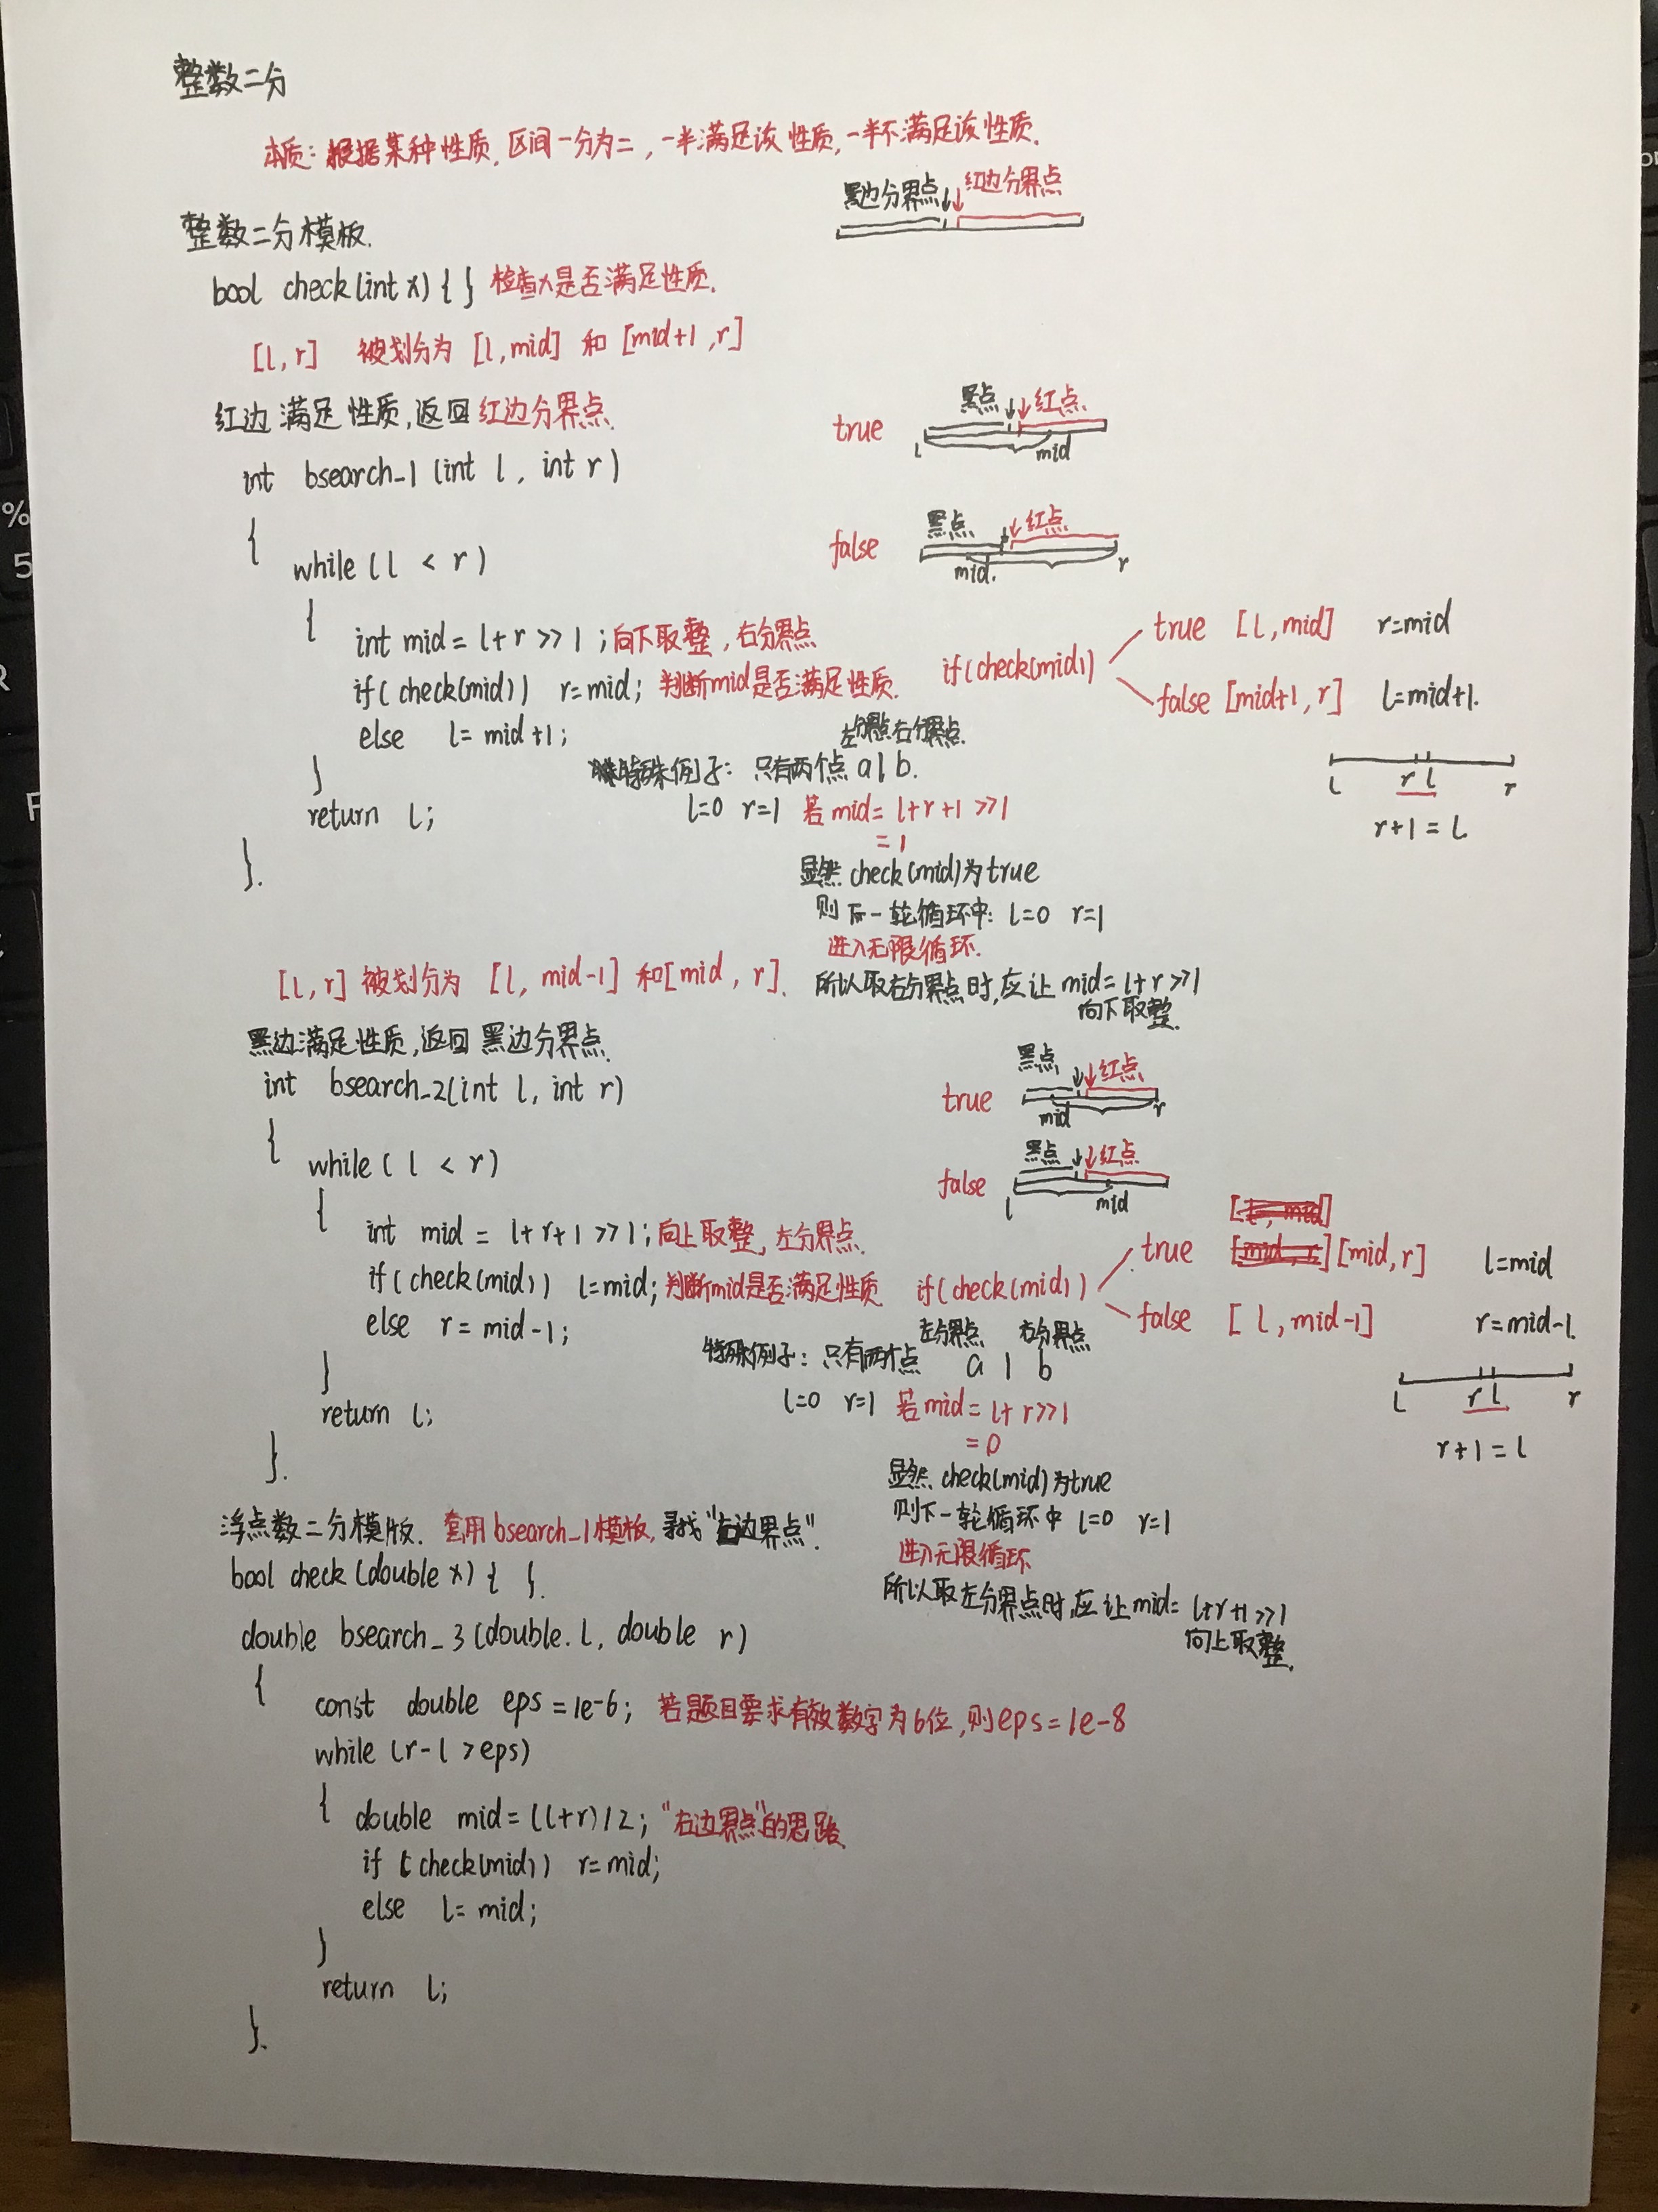 整数二分
本质：根据某种性质，区间一分为二，一半满足该性质，一半不满足该性质.
黑边分界点 红边分界点
整数二分模板.
bool check(int x) { } 检查x是否满足性质.
[l, r] 被划分为 [l, mid] 和 [mid+1, r]
红边满足性质,返回红边分界点.
黑点 红点
true
l mid
int bsearch_1 (int l, int r)
{
黑点 红点
false
mid. r
while (l < r)
{
int mid = l+r >> 1; 向下取整，右分界点
if(check(mid)) r=mid; 判断mid是否满足性质.
else l= mid+1;
}
return l;
}.
if(check(mid))
true [l, mid] r=mid
false [mid+1, r] l=mid+1.
l r l r
r+1 = l.
左分界点 右分界点.
特殊例子: 只有两个点 a | b.
l=0 r=1 若 mid= l+r+1 >>1
= 1
显然 check(mid)为true
则下一轮循环中: l=0 r=1
进入无限循环.
所以取右分界点时,应让 mid= l+r>>1
向下取整.
[l, r] 被划分为 [l, mid-1] 和 [mid, r].
黑边满足性质,返回黑边分界点.
int bsearch_2(int l, int r)
黑点 红点
true
mid r
黑点 红点
false
l mid
{
while ( l < r)
{
int mid = l+r+1 >>1; 向上取整, 左分界点.
if(check(mid)) l=mid; 判断mid是否满足性质
else r = mid-1;
}
return l;
}.
[l, mid]
if(check(mid))
true [mid, r] [mid, r] l=mid
false [ l, mid-1] r=mid-1.
l r l r
r+1 = l
左分界点 右分界点
特殊例子: 只有两个点 a | b
l=0 r=1 若 mid= l+r>>1
= 0
显然 check(mid)为true
则下一轮循环中 l=0 r=1
进入无限循环
所以取左分界点时,应让mid= l+r+1 >>1
向上取整.
浮点数二分模版. 套用bsearch_1模板, 寻找“右边界点”.
bool check (double x) { }.
double bsearch_3 (double. l, double r)
{
const double eps = 1e-6; 若题目要求有效数字为6位,则eps = 1e-8
while (r-l > eps)
{
double mid = (l+r)/2; “右边界点”的思路
if (check(mid)) r=mid;
else l= mid;
}
return l;
}.